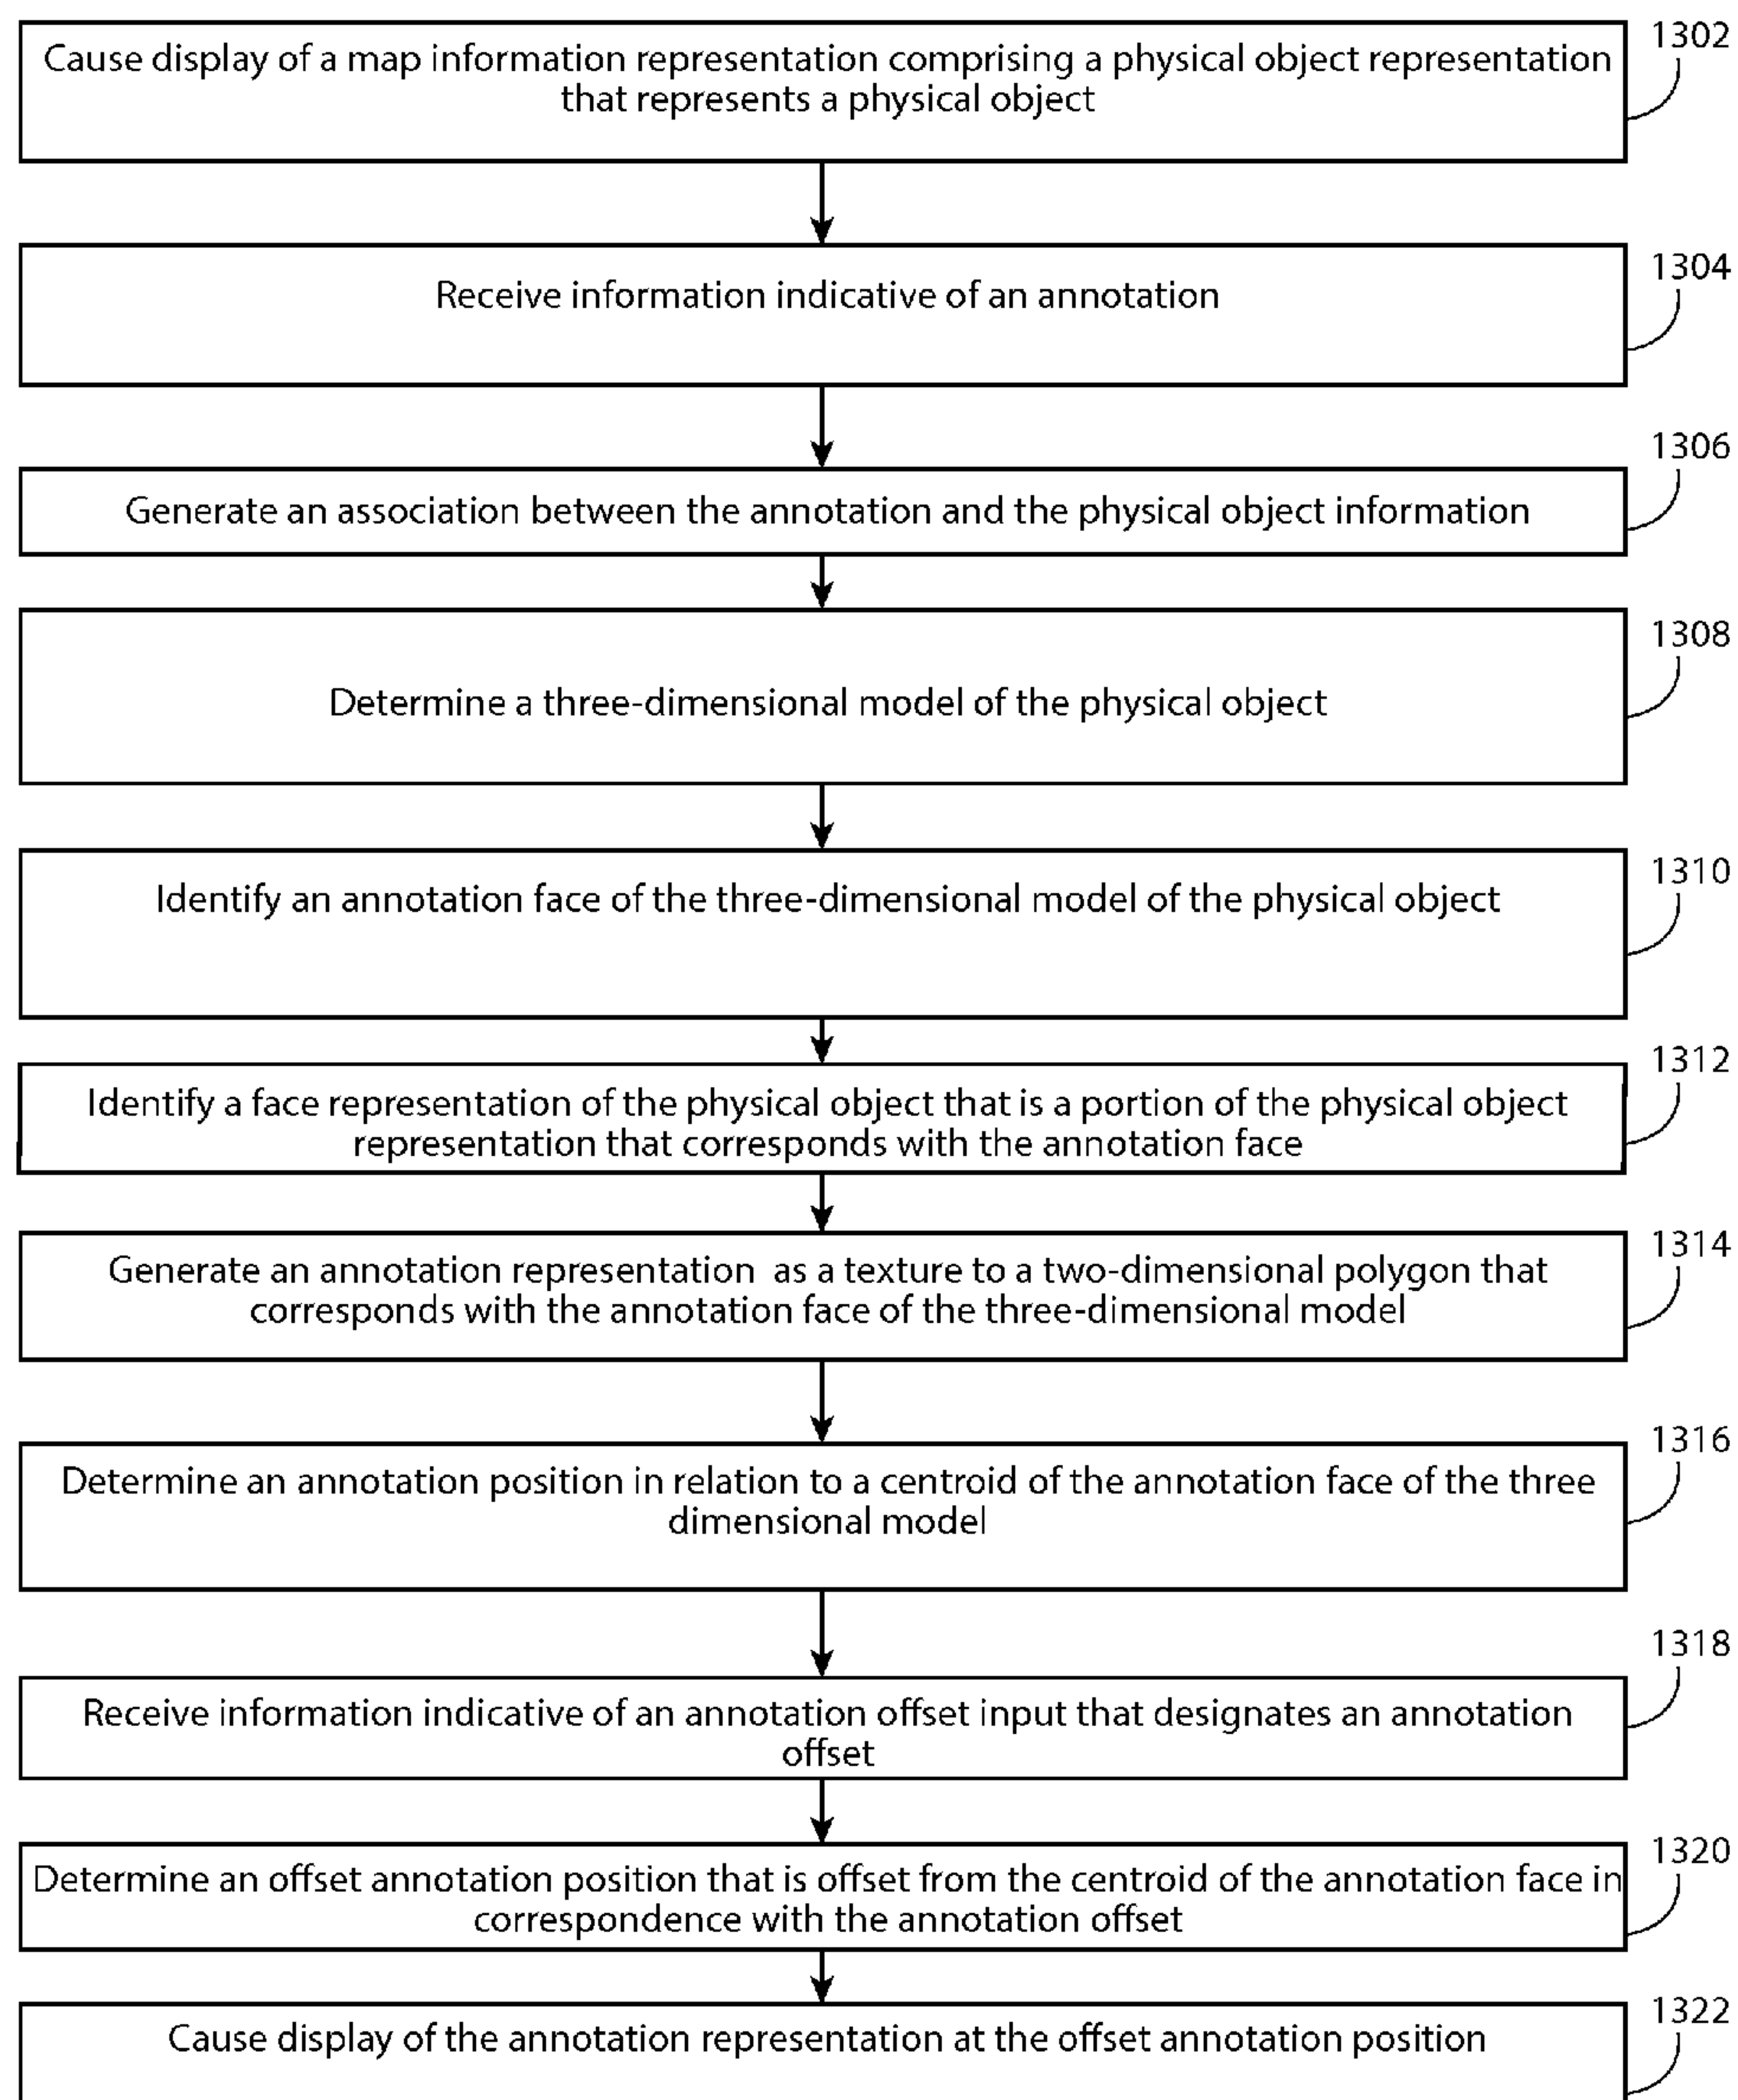 1302
Cause display of a map information representation comprising a physical object representation
that represents a physical object
1304
Receive information indicative of an annotation
1306
Generate an association between the annotation and the physical object information
1308
Determine a three-dimensional model of the physical object
1310
Identify an annotation face of the three-dimensional model of the physical object
1312
Identify a face representation of the physical object that is a portion of the physical object
representation that corresponds with the annotation face
1314
Generate an annotation representation as a texture to a two-dimensional polygon that
corresponds with the annotation face of the three-dimensional model
1316
Determine an annotation position in relation to a centroid of the annotation face of the three
dimensional model
1318
Receive information indicative of an annotation offset input that designates an annotation
offset
1320
Determine an offset annotation position that is offset from the centroid of the annotation face in
correspondence with the annotation offset
1322
Cause display of the annotation representation at the offset annotation position